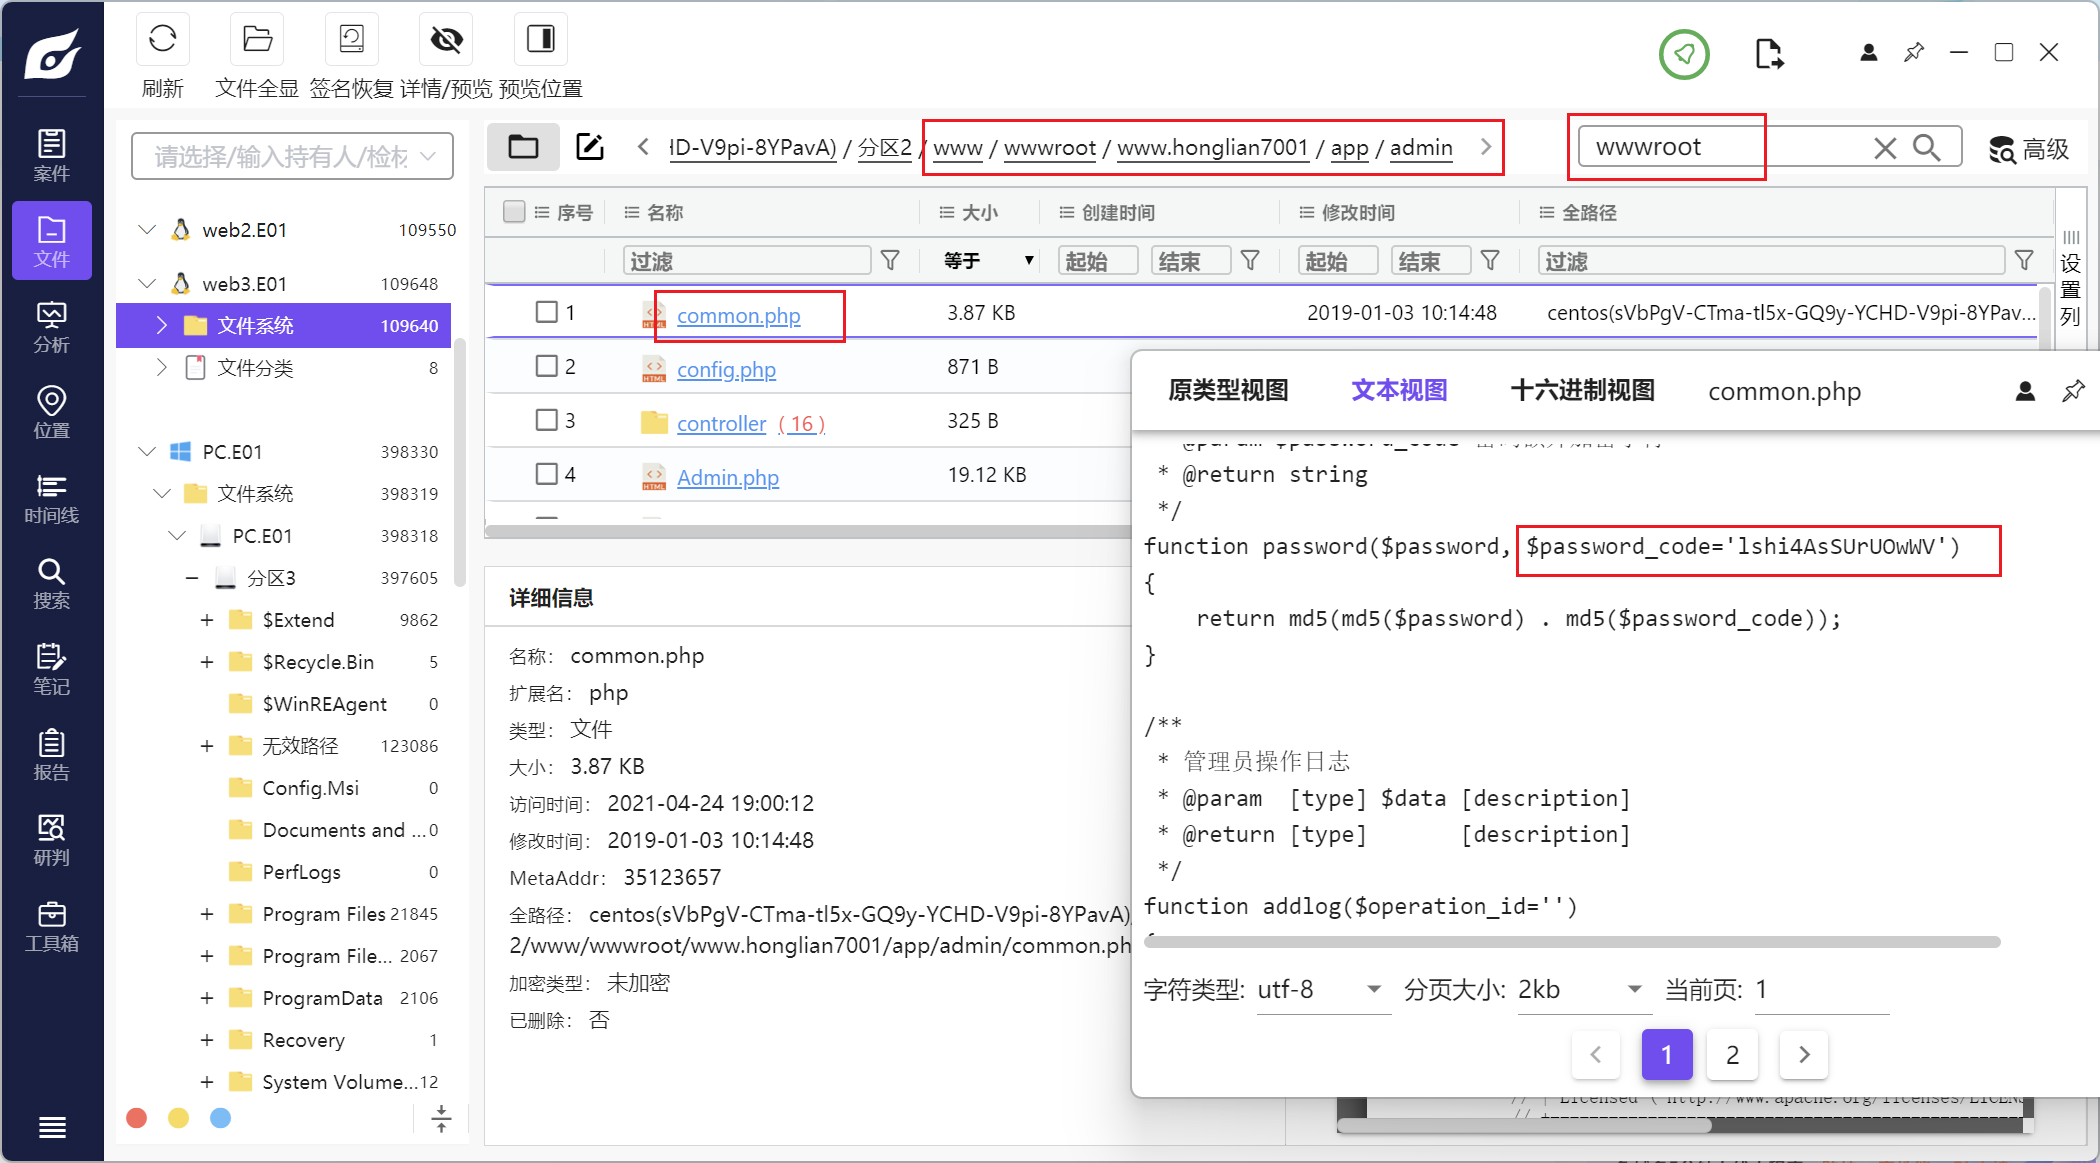 刷新 文件全显 签名恢复 详情/预览 预览位置
案件
文件
分析
位置
时间线
搜索
笔记
报告
研判
工具箱
请选择/输入持有人/检材
web2.E01 109550
web3.E01 109648
文件系统 109640
文件分类 8
PC.E01 398330
文件系统 398319
PC.E01 398318
分区3 397605
$Extend 9862
$Recycle.Bin 5
$WinREAgent 0
无效路径 123086
Config.Msi 0
Documents and ...0
PerfLogs 0
Program Files 21845
Program File... 2067
ProgramData 2106
Recovery 1
System Volume...12
HD-V9pi-8YPavA) / 分区2 / www / wwwroot / www.honglian7001 / app / admin
wwwroot
高级
序号 名称 大小 创建时间 修改时间 全路径
过滤 等于 起始 结束 起始 结束 过滤
设置列
1 common.php 3.87 KB 2019-01-03 10:14:48 centos(sVbPgV-CTma-tl5x-GQ9y-YCHD-V9pi-8YPav...
2 config.php 871 B
3 controller ( 16 ) 325 B
4 Admin.php 19.12 KB
详细信息
名称: common.php
扩展名: php
类型: 文件
大小: 3.87 KB
访问时间: 2021-04-24 19:00:12
修改时间: 2019-01-03 10:14:48
MetaAddr: 35123657
全路径: centos(sVbPgV-CTma-tl5x-GQ9y-YCHD-V9pi-8YPavA)
2/www/wwwroot/www.honglian7001/app/admin/common.ph
加密类型: 未加密
已删除: 否
原类型视图 文本视图 十六进制视图 common.php
@param $password_code
* @return string
*/
function password($password, $password_code='lshi4AsSUrUOwWV')
{
return md5(md5($password) . md5($password_code));
}
/**
* 管理员操作日志
* @param  [type] $data [description]
* @return [type]       [description]
*/
function addlog($operation_id='')
字符类型: utf-8 分页大小: 2kb 当前页: 1
< 1 2 >
// | Licensed ( http://www.apache.org/licenses/LICENS